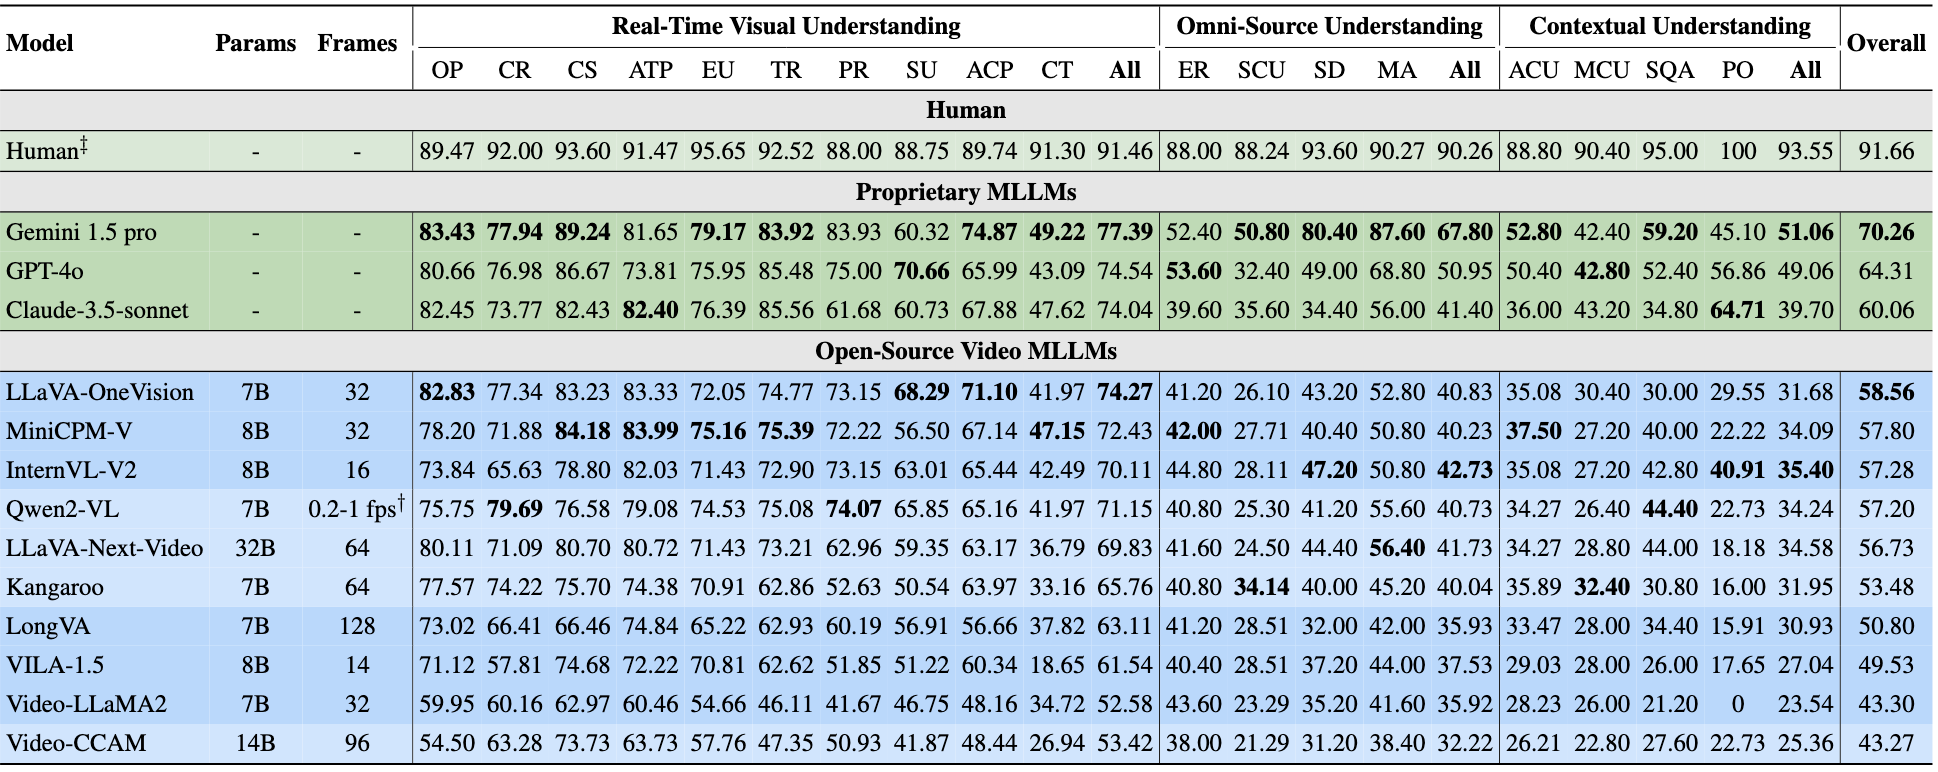 Model Params Frames Real-Time Visual Understanding Omni-Source Understanding Contextual Understanding Overall
OP CR CS ATP EU TR PR SU ACP CT All ER SCU SD MA All ACU MCU SQA PO All
Human
Human‡ - - 89.47 92.00 93.60 91.47 95.65 92.52 88.00 88.75 89.74 91.30 91.46 88.00 88.24 93.60 90.27 90.26 88.80 90.40 95.00 100 93.55 91.66
Proprietary MLLMs
Gemini 1.5 pro - - 83.43 77.94 89.24 81.65 79.17 83.92 83.93 60.32 74.87 49.22 77.39 52.40 50.80 80.40 87.60 67.80 52.80 42.40 59.20 45.10 51.06 70.26
GPT-4o - - 80.66 76.98 86.67 73.81 75.95 85.48 75.00 70.66 65.99 43.09 74.54 53.60 32.40 49.00 68.80 50.95 50.40 42.80 52.40 56.86 49.06 64.31
Claude-3.5-sonnet - - 82.45 73.77 82.43 82.40 76.39 85.56 61.68 60.73 67.88 47.62 74.04 39.60 35.60 34.40 56.00 41.40 36.00 43.20 34.80 64.71 39.70 60.06
Open-Source Video MLLMs
LLaVA-OneVision 7B 32 82.83 77.34 83.23 83.33 72.05 74.77 73.15 68.29 71.10 41.97 74.27 41.20 26.10 43.20 52.80 40.83 35.08 30.40 30.00 29.55 31.68 58.56
MiniCPM-V 8B 32 78.20 71.88 84.18 83.99 75.16 75.39 72.22 56.50 67.14 47.15 72.43 42.00 27.71 40.40 50.80 40.23 37.50 27.20 40.00 22.22 34.09 57.80
InternVL-V2 8B 16 73.84 65.63 78.80 82.03 71.43 72.90 73.15 63.01 65.44 42.49 70.11 44.80 28.11 47.20 50.80 42.73 35.08 27.20 42.80 40.91 35.40 57.28
Qwen2-VL 7B 0.2-1 fps† 75.75 79.69 76.58 79.08 74.53 75.08 74.07 65.85 65.16 41.97 71.15 40.80 25.30 41.20 55.60 40.73 34.27 26.40 44.40 22.73 34.24 57.20
LLaVA-Next-Video 32B 64 80.11 71.09 80.70 80.72 71.43 73.21 62.96 59.35 63.17 36.79 69.83 41.60 24.50 44.40 56.40 41.73 34.27 28.80 44.00 18.18 34.58 56.73
Kangaroo 7B 64 77.57 74.22 75.70 74.38 70.91 62.86 52.63 50.54 63.97 33.16 65.76 40.80 34.14 40.00 45.20 40.04 35.89 32.40 30.80 16.00 31.95 53.48
LongVA 7B 128 73.02 66.41 66.46 74.84 65.22 62.93 60.19 56.91 56.66 37.82 63.11 41.20 28.51 32.00 42.00 35.93 33.47 28.00 34.40 15.91 30.93 50.80
VILA-1.5 8B 14 71.12 57.81 74.68 72.22 70.81 62.62 51.85 51.22 60.34 18.65 61.54 40.40 28.51 37.20 44.00 37.53 29.03 28.00 26.00 17.65 27.04 49.53
Video-LLaMA2 7B 32 59.95 60.16 62.97 60.46 54.66 46.11 41.67 46.75 48.16 34.72 52.58 43.60 23.29 35.20 41.60 35.92 28.23 26.00 21.20 0 23.54 43.30
Video-CCAM 14B 96 54.50 63.28 73.73 63.73 57.76 47.35 50.93 41.87 48.44 26.94 53.42 38.00 21.29 31.20 38.40 32.22 26.21 22.80 27.60 22.73 25.36 43.27